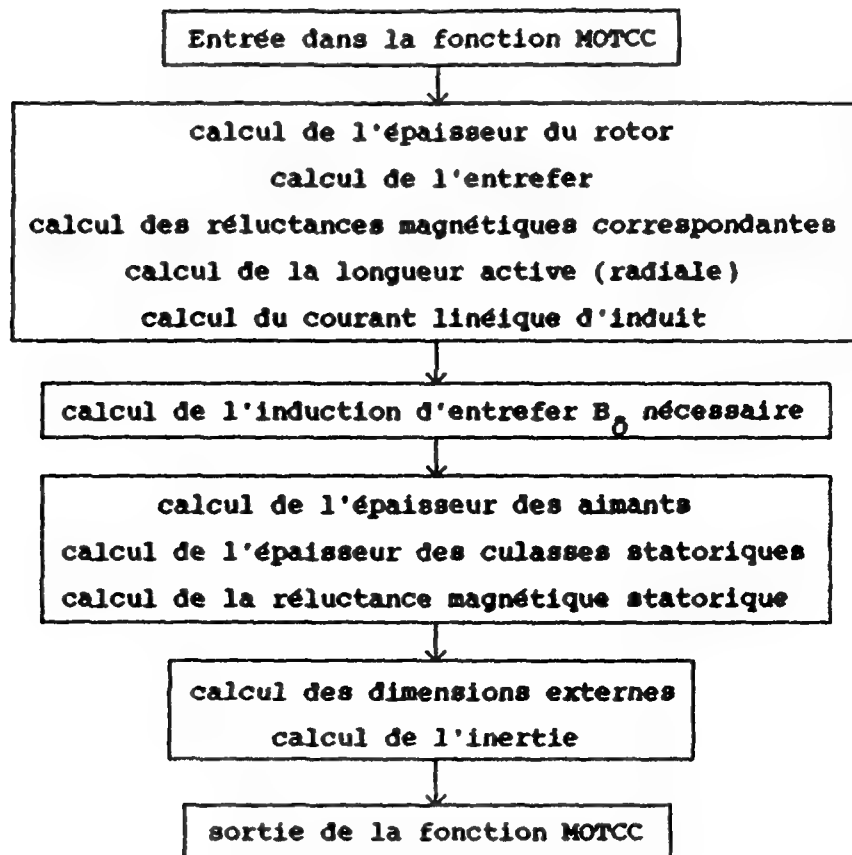 Entrée dans la fonction MOTCC
calcul de l'épaisseur du rotor
calcul de l'entrefer
calcul des réluctances magnétiques correspondantes
calcul de la longueur active (radiale)
calcul du courant linéique d'induit
calcul de l'induction d'entrefer B_δ nécessaire
calcul de l'épaisseur des aimants
calcul de l'épaisseur des culasses statoriques
calcul de la réluctance magnétique statorique
calcul des dimensions externes
calcul de l'inertie
sortie de la fonction MOTCC